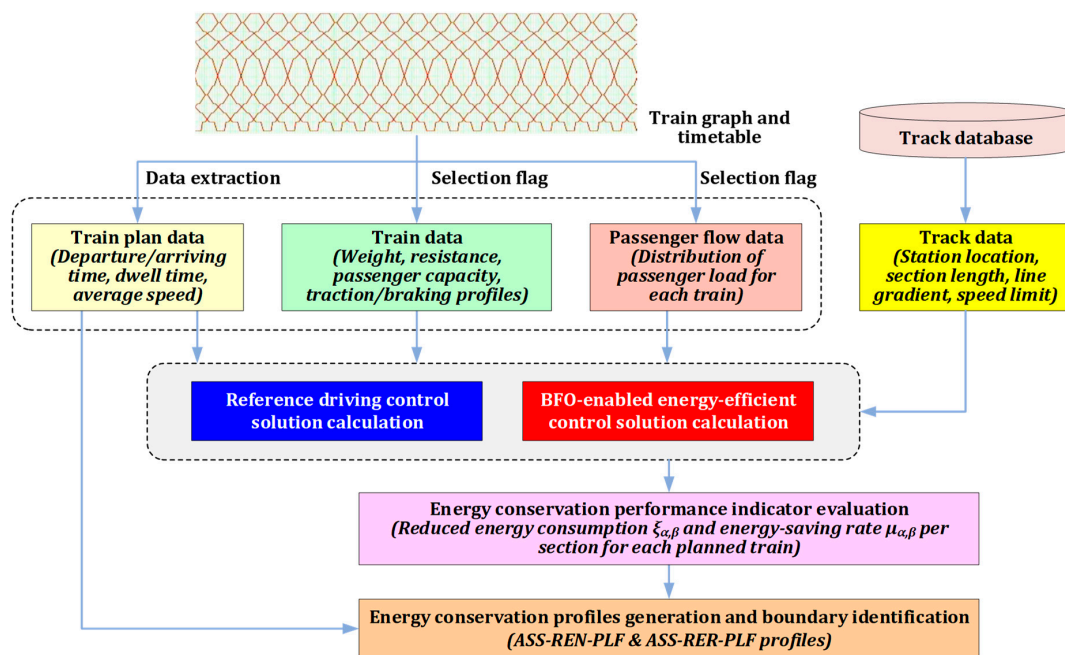 Train graph and
timetable
Track database
Data extraction
Selection flag
Selection flag
Train plan data
(Departure/arriving
time, dwell time,
average speed)
Train data
(Weight, resistance,
passenger capacity,
traction/braking profiles)
Passenger flow data
(Distribution of
passenger load for
each train)
Track data
(Station location,
section length, line
gradient, speed limit)
Reference driving control
solution calculation
BFO-enabled energy-efficient
control solution calculation
Energy conservation performance indicator evaluation
(Reduced energy consumption ξα,β and energy-saving rate μα,β per
section for each planned train)
Energy conservation profiles generation and boundary identification
(ASS-REN-PLF & ASS-RER-PLF profiles)